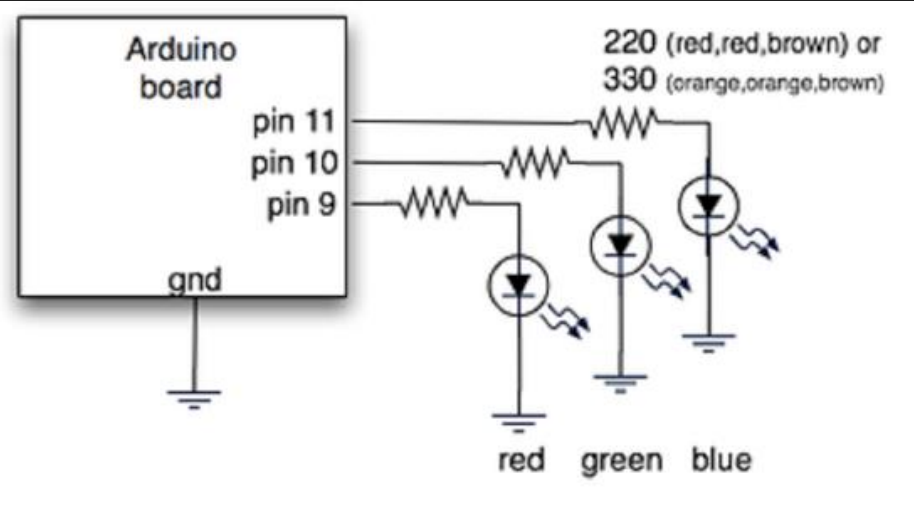 Arduino
board
220 (red,red,brown) or
330 (orange,orange,brown)
pin 11
pin 10
pin 9
gnd
red green blue